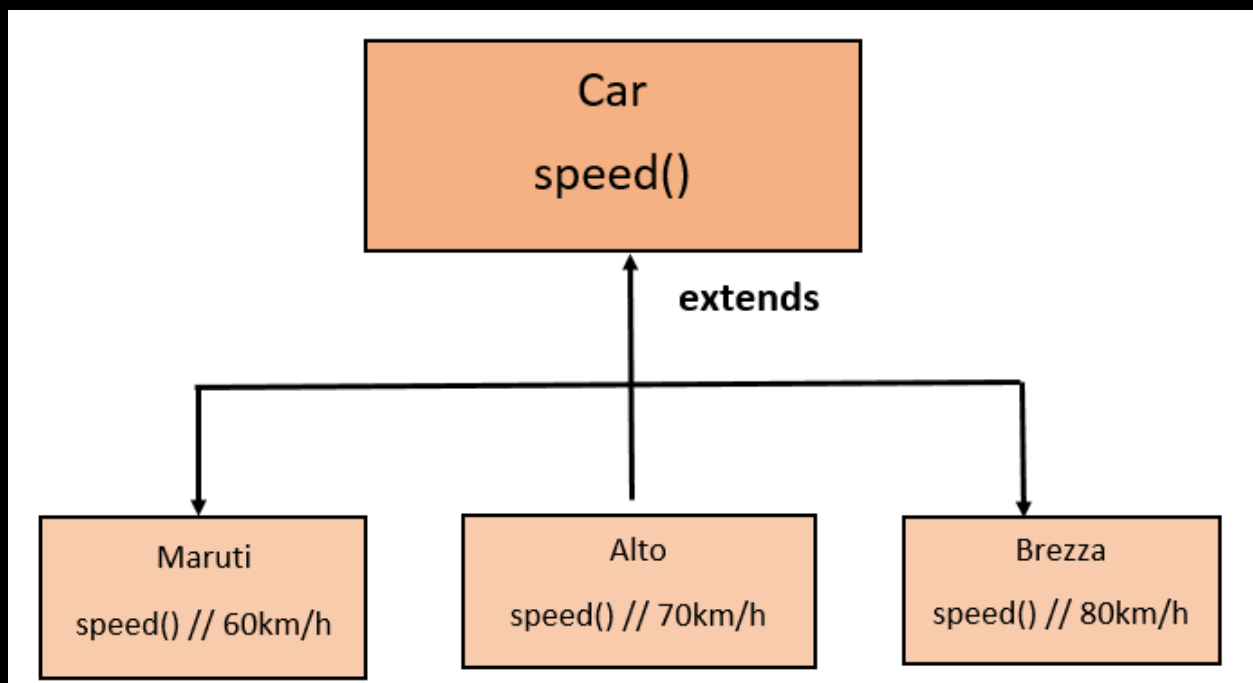 Car
speed()
extends
Maruti
speed() // 60km/h
Alto
speed() // 70km/h
Brezza
speed() // 80km/h